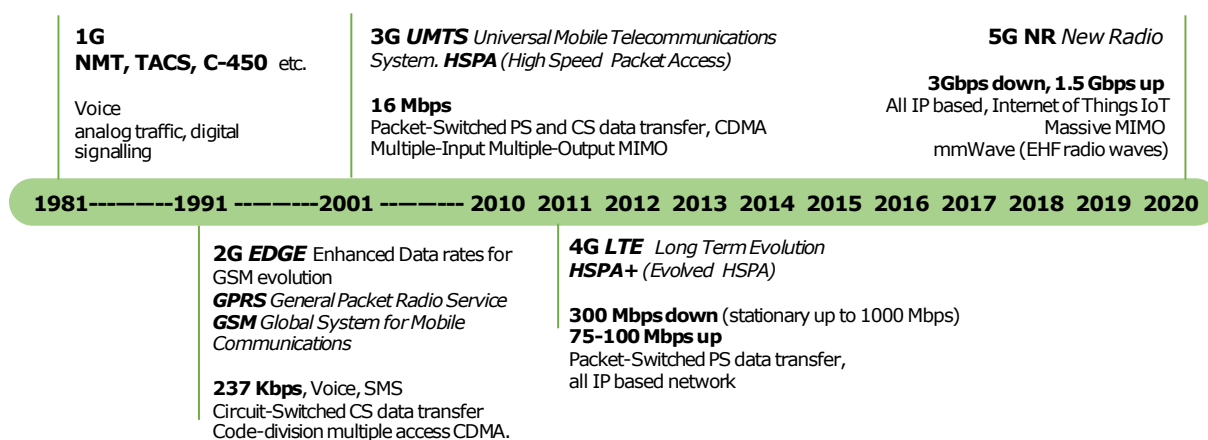 1G
NMT, TACS, C-450 etc.
Voice
analog traffic, digital
signalling
3G UMTS Universal Mobile Telecommunications
System. HSPA (High Speed Packet Access)
16 Mbps
Packet-Switched PS and CS data transfer, CDMA
Multiple-Input Multiple-Output MIMO
5G NR New Radio
3Gbps down, 1.5 Gbps up
All IP based, Internet of Things IoT
Massive MIMO
mmWave (EHF radio waves)
1981---------1991 ---------2001 --------- 2010 2011 2012 2013 2014 2015 2016 2017 2018 2019 2020
2G EDGE Enhanced Data rates for
GSM evolution
GPRS General Packet Radio Service
GSM Global System for Mobile
Communications
237 Kbps, Voice, SMS
Circuit-Switched CS data transfer
Code-division multiple access CDMA.
4G LTE Long Term Evolution
HSPA+ (Evolved HSPA)
300 Mbps down (stationary up to 1000 Mbps)
75-100 Mbps up
Packet-Switched PS data transfer,
all IP based network